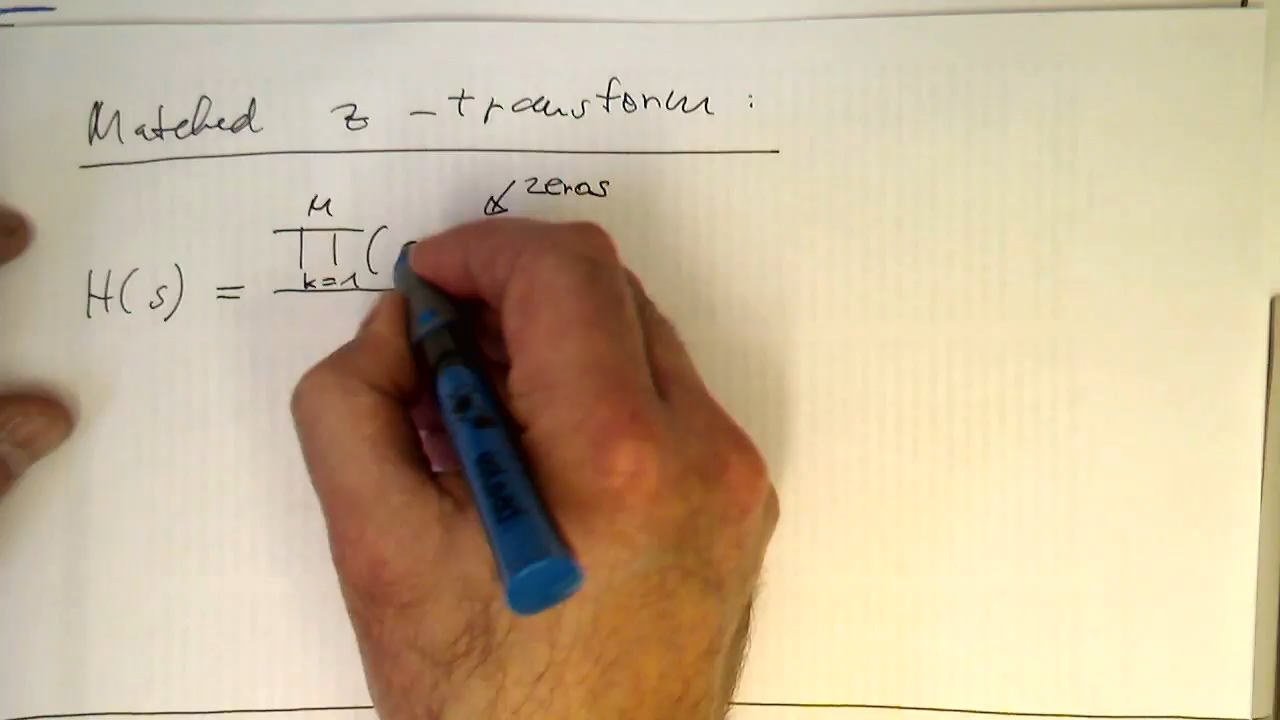 Matched z-transform :
zeros
M
H(s) = ∏ (
k=1